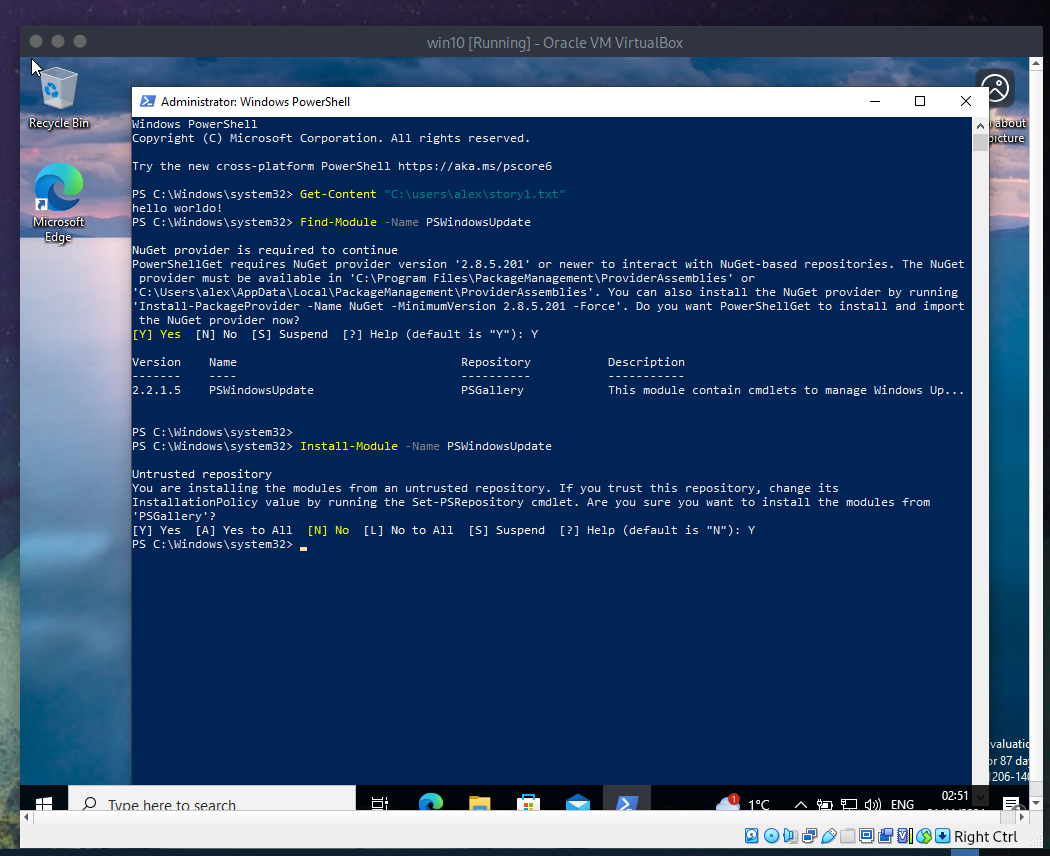 win10 [Running] - Oracle VM VirtualBox
Recycle Bin
Microsoft
Edge
about
picture
Administrator: Windows PowerShell
Windows PowerShell
Copyright (C) Microsoft Corporation. All rights reserved.
Try the new cross-platform PowerShell https://aka.ms/pscore6
PS C:\Windows\system32> Get-Content "C:\users\alex\story1.txt"
hello worldo!
PS C:\Windows\system32> Find-Module -Name PSWindowsUpdate
NuGet provider is required to continue
PowerShellGet requires NuGet provider version '2.8.5.201' or newer to interact with NuGet-based repositories. The NuGet
provider must be available in 'C:\Program Files\PackageManagement\ProviderAssemblies' or
'C:\Users\alex\AppData\Local\PackageManagement\ProviderAssemblies'. You can also install the NuGet provider by running
'Install-PackageProvider -Name NuGet -MinimumVersion 2.8.5.201 -Force'. Do you want PowerShellGet to install and import
the NuGet provider now?
[Y] Yes  [N] No  [S] Suspend  [?] Help (default is "Y"): Y
Version    Name                                Repository           Description
-------    ----                                ----------           -----------
2.2.1.5    PSWindowsUpdate                     PSGallery            This module contain cmdlets to manage Windows Up...
PS C:\Windows\system32>
PS C:\Windows\system32> Install-Module -Name PSWindowsUpdate
Untrusted repository
You are installing the modules from an untrusted repository. If you trust this repository, change its
InstallationPolicy value by running the Set-PSRepository cmdlet. Are you sure you want to install the modules from
'PSGallery'?
[Y] Yes  [A] Yes to All  [N] No  [L] No to All  [S] Suspend  [?] Help (default is "N"): Y
PS C:\Windows\system32>
or 87
Type here to search
1
1°C
ENG
02:51
Right Ctrl